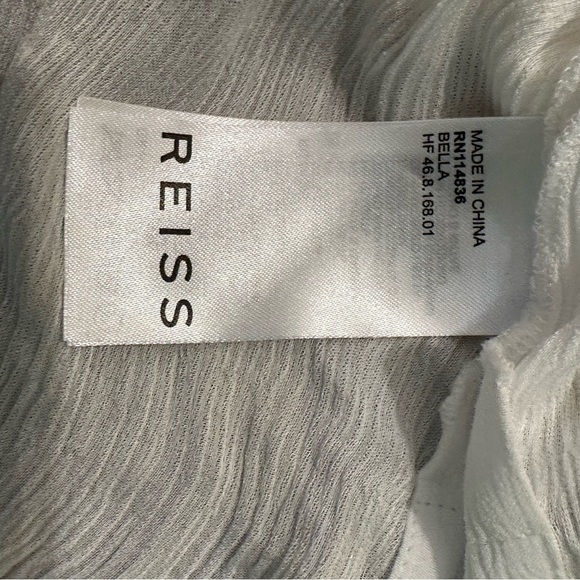 MADE IN CHINA
RN114836
BELLA
HF 46.8.168.01
REISS